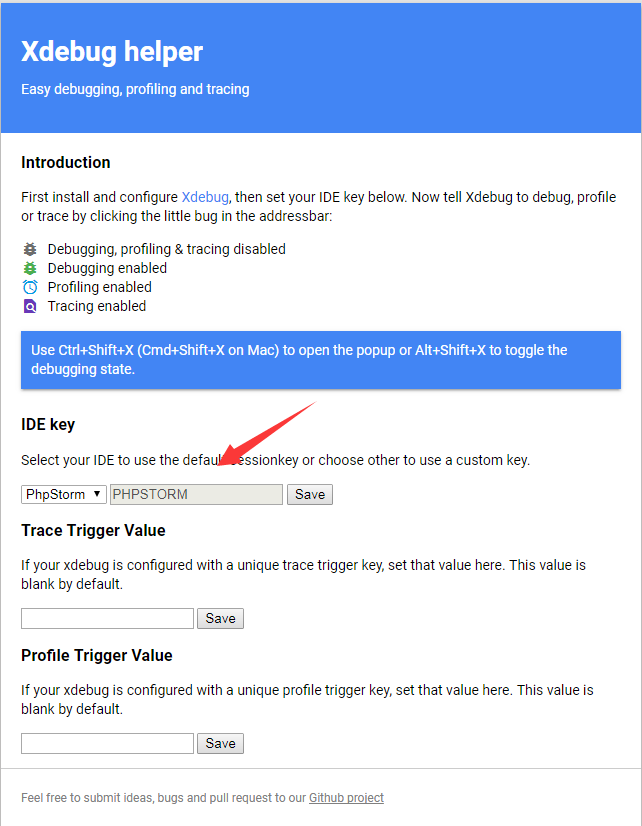 Xdebug helper
Easy debugging, profiling and tracing
Introduction
First install and configure Xdebug, then set your IDE key below. Now tell Xdebug to debug, profile
or trace by clicking the little bug in the addressbar:
Debugging, profiling & tracing disabled
Debugging enabled
Profiling enabled
Tracing enabled
Use Ctrl+Shift+X (Cmd+Shift+X on Mac) to open the popup or Alt+Shift+X to toggle the
debugging state.
IDE key
Select your IDE to use the default sessionkey or choose other to use a custom key.
PhpStorm ▼ PHPSTORM Save
Trace Trigger Value
If your xdebug is configured with a unique trace trigger key, set that value here. This value is
blank by default.
Save
Profile Trigger Value
If your xdebug is configured with a unique profile trigger key, set that value here. This value is
blank by default.
Save
Feel free to submit ideas, bugs and pull request to our Github project